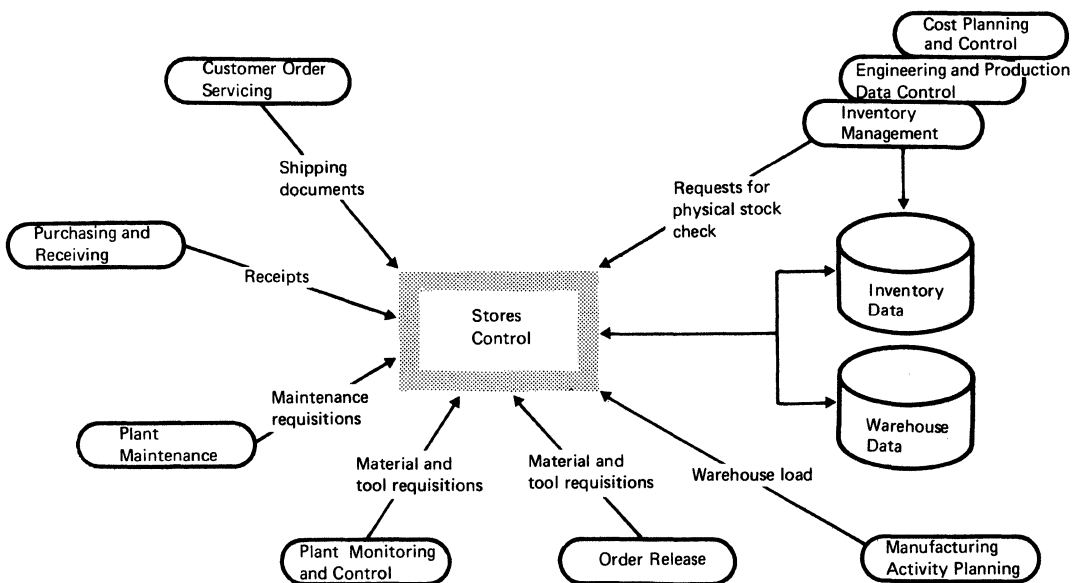 Cost Planning
and Control
Customer Order
Servicing
Engineering and Production
Data Control
Inventory
Management
Shipping
documents
Requests for
physical stock
check
Purchasing and
Receiving
Receipts
Stores
Control
Inventory
Data
Maintenance
requisitions
Plant
Maintenance
Warehouse
Data
Material and
tool requisitions
Material and
tool requisitions
Warehouse load
Plant Monitoring
and Control
Order Release
Manufacturing
Activity Planning